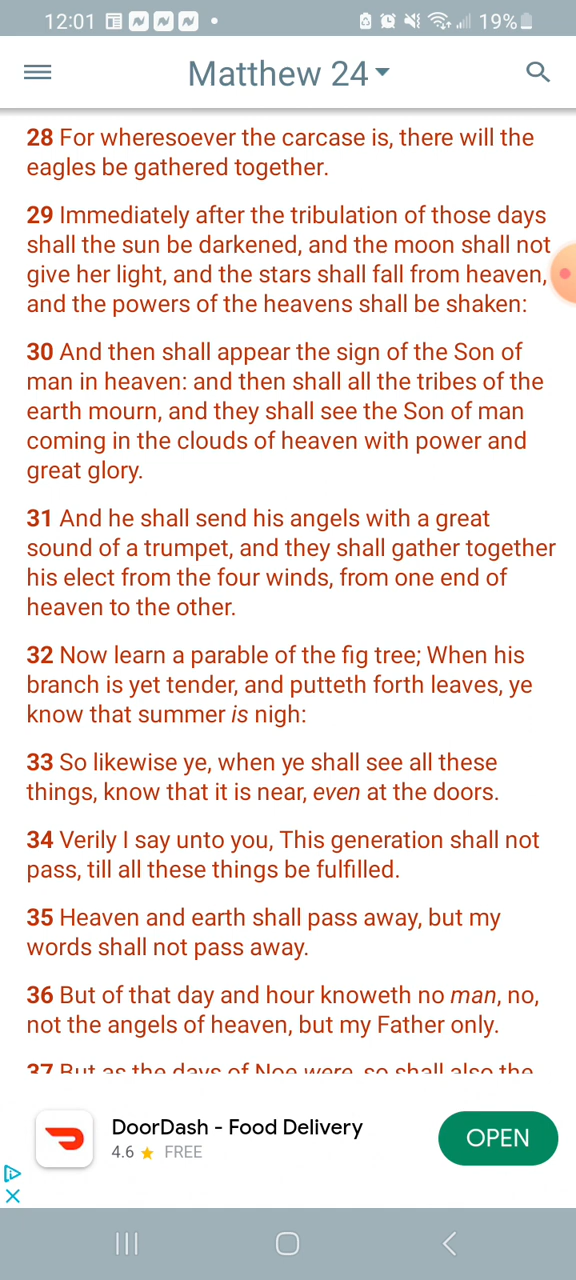 12:01 19%
Matthew 24
28 For wheresoever the carcase is, there will the
eagles be gathered together.
29 Immediately after the tribulation of those days
shall the sun be darkened, and the moon shall not
give her light, and the stars shall fall from heaven,
and the powers of the heavens shall be shaken:
30 And then shall appear the sign of the Son of
man in heaven: and then shall all the tribes of the
earth mourn, and they shall see the Son of man
coming in the clouds of heaven with power and
great glory.
31 And he shall send his angels with a great
sound of a trumpet, and they shall gather together
his elect from the four winds, from one end of
heaven to the other.
32 Now learn a parable of the fig tree; When his
branch is yet tender, and putteth forth leaves, ye
know that summer is nigh:
33 So likewise ye, when ye shall see all these
things, know that it is near, even at the doors.
34 Verily I say unto you, This generation shall not
pass, till all these things be fulfilled.
35 Heaven and earth shall pass away, but my
words shall not pass away.
36 But of that day and hour knoweth no man, no,
not the angels of heaven, but my Father only.
37 But as the days of Noe were, so shall also the
DoorDash - Food Delivery
4.6 ★ FREE
OPEN